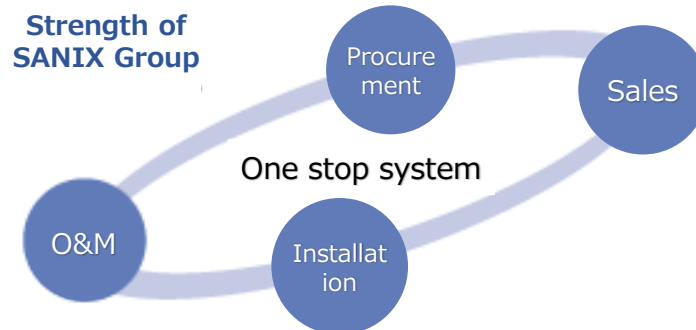 Strength of
SANIX Group
Procure
ment
Sales
One stop system
O&M
Installat
ion